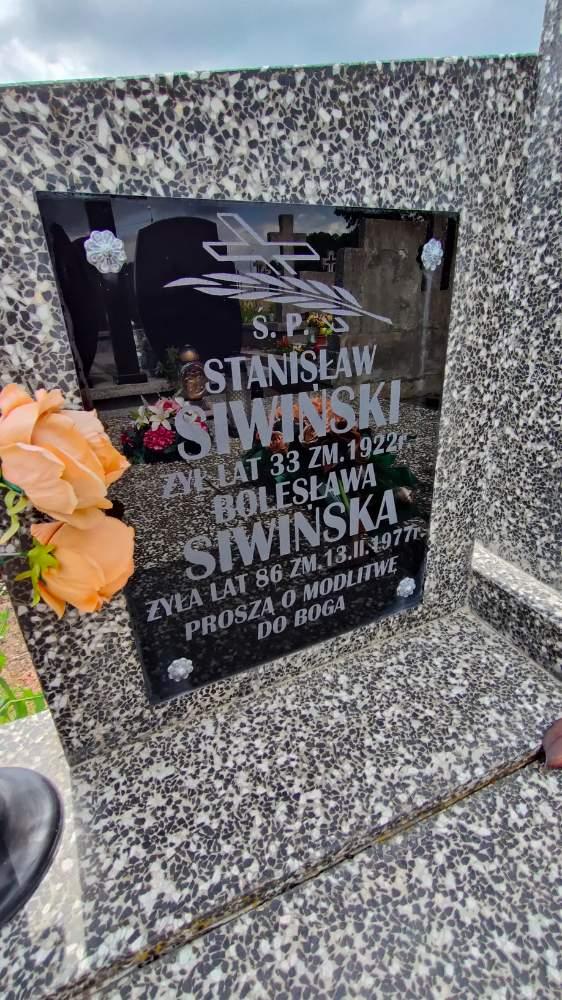 Ś. P.
STANISŁAW
SIWIŃSKI
ŻYŁ LAT 33 ZM.1922r.
BOLESŁAWA
SIWIŃSKA
ŻYŁA LAT 86 ZM.13.II.1977r.
PROSZĄ O MODLITWĘ
DO BOGA